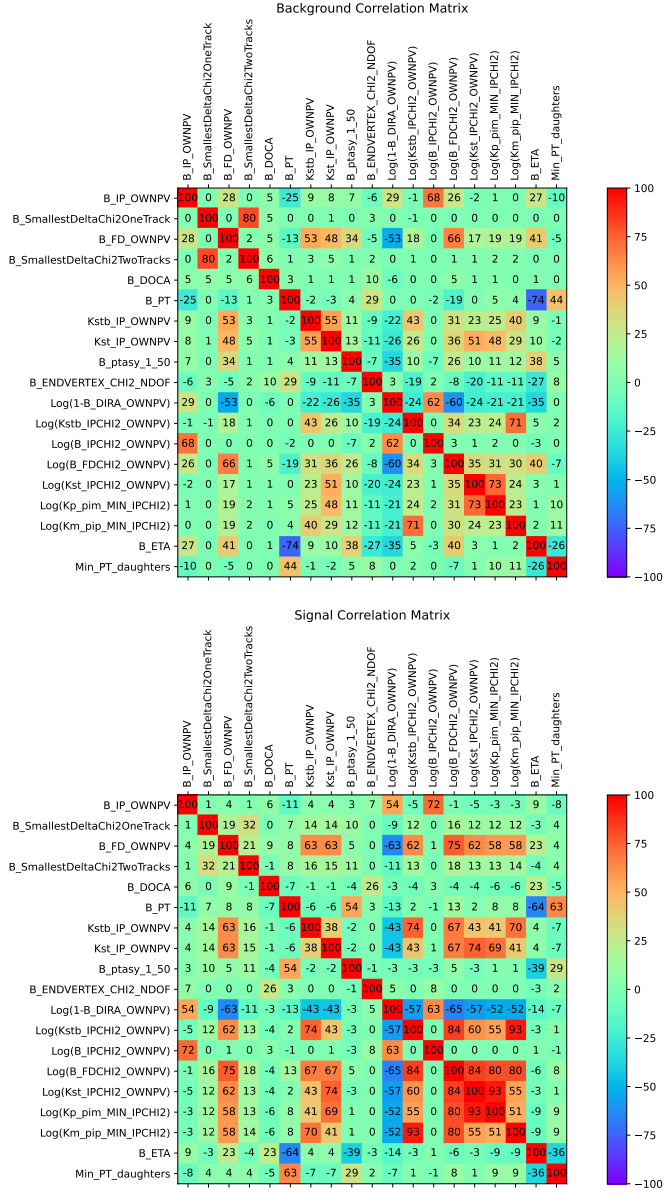 Background Correlation Matrix
B_IP_OWNPV
B_SmallestDeltaChi2OneTrack
B_FD_OWNPV
B_SmallestDeltaChi2TwoTracks
B_DOCA
B_PT
Kstb_IP_OWNPV
Kst_IP_OWNPV
B_ptasy_1_50
B_ENDVERTEX_CHI2_NDOF
Log(1-B_DIRA_OWNPV)
Log(Kstb_IPCHI2_OWNPV)
Log(B_IPCHI2_OWNPV)
Log(B_FDCHI2_OWNPV)
Log(Kst_IPCHI2_OWNPV)
Log(Kp_pim_MIN_IPCHI2)
Log(Km_pip_MIN_IPCHI2)
B_ETA
Min_PT_daughters
B_IP_OWNPV 100 0 28 0 5 -25 9 8 7 -6 29 -1 68 26 -2 1 0 27 -10
B_SmallestDeltaChi2OneTrack 0 100 0 80 5 0 0 1 0 3 0 -1 0 0 0 0 0 0 0
B_FD_OWNPV 28 0 100 2 5 -13 53 48 34 -5 -53 18 0 66 17 19 19 41 -5
B_SmallestDeltaChi2TwoTracks 0 80 2 100 6 1 3 5 1 2 0 1 0 1 1 2 2 0 0
B_DOCA 5 5 5 6 100 3 1 1 1 10 -6 0 0 5 1 1 0 1 0
B_PT -25 0 -13 1 3 100 -2 -3 4 29 0 0 -2 -19 0 5 4 -74 44
Kstb_IP_OWNPV 9 0 53 3 1 -2 100 55 11 -9 -22 43 0 31 23 25 40 9 -1
Kst_IP_OWNPV 8 1 48 5 1 -3 55 100 13 -11 -26 26 0 36 51 48 29 10 -2
B_ptasy_1_50 7 0 34 1 1 4 11 13 100 -7 -35 10 -7 26 10 11 12 38 5
B_ENDVERTEX_CHI2_NDOF -6 3 -5 2 10 29 -9 -11 -7 100 3 -19 2 -8 -20 -11 -11 -27 8
Log(1-B_DIRA_OWNPV) 29 0 -53 0 -6 0 -22 -26 -35 3 100 -24 62 -60 -24 -21 -21 -35 0
Log(Kstb_IPCHI2_OWNPV) -1 -1 18 1 0 0 43 26 10 -19 -24 100 3 34 23 24 71 5 2
Log(B_IPCHI2_OWNPV) 68 0 0 0 0 -2 0 0 -7 2 62 3 100 3 1 2 0 -3 0
Log(B_FDCHI2_OWNPV) 26 0 66 1 5 -19 31 36 26 -8 -60 34 3 100 35 31 30 40 -7
Log(Kst_IPCHI2_OWNPV) -2 0 17 1 1 0 23 51 10 -20 -24 23 1 35 100 73 24 3 1
Log(Kp_pim_MIN_IPCHI2) 1 0 19 2 1 5 25 48 11 -11 -21 24 2 31 73 100 23 1 10
Log(Km_pip_MIN_IPCHI2) 0 0 19 2 0 4 40 29 12 -11 -21 71 0 30 24 23 100 2 11
B_ETA 27 0 41 0 1 -74 9 10 38 -27 -35 5 -3 40 3 1 2 100 -26
Min_PT_daughters -10 0 -5 0 0 44 -1 -2 5 8 0 2 0 -7 1 10 11 -26 100
100
75
50
25
0
−25
−50
−75
−100
Signal Correlation Matrix
B_IP_OWNPV
B_SmallestDeltaChi2OneTrack
B_FD_OWNPV
B_SmallestDeltaChi2TwoTracks
B_DOCA
B_PT
Kstb_IP_OWNPV
Kst_IP_OWNPV
B_ptasy_1_50
B_ENDVERTEX_CHI2_NDOF
Log(1-B_DIRA_OWNPV)
Log(Kstb_IPCHI2_OWNPV)
Log(B_IPCHI2_OWNPV)
Log(B_FDCHI2_OWNPV)
Log(Kst_IPCHI2_OWNPV)
Log(Kp_pim_MIN_IPCHI2)
Log(Km_pip_MIN_IPCHI2)
B_ETA
Min_PT_daughters
B_IP_OWNPV 100 1 4 1 6 -11 4 4 3 7 54 -5 72 -1 -5 -3 -3 9 -8
B_SmallestDeltaChi2OneTrack 1 100 19 32 0 7 14 14 10 0 -9 12 0 16 12 12 12 -3 4
B_FD_OWNPV 4 19 100 21 9 8 63 63 5 0 -63 62 1 75 62 58 58 23 4
B_SmallestDeltaChi2TwoTracks 1 32 21 100 -1 8 16 15 11 0 -11 13 0 18 13 13 14 -4 4
B_DOCA 6 0 9 -1 100 -7 -1 -1 -4 26 -3 -4 3 -4 -4 -6 -6 23 -5
B_PT -11 7 8 8 -7 100 -6 -6 54 3 -13 2 -1 13 2 8 8 -64 63
Kstb_IP_OWNPV 4 14 63 16 -1 -6 100 38 -2 0 -43 74 0 67 43 41 70 4 -7
Kst_IP_OWNPV 4 14 63 15 -1 -6 38 100 -2 0 -43 43 1 67 74 69 41 4 -7
B_ptasy_1_50 3 10 5 11 -4 54 -2 -2 100 -1 -3 -3 -3 -5 -3 1 1 -39 29
B_ENDVERTEX_CHI2_NDOF 7 0 0 0 26 3 0 0 -1 100 5 0 8 0 0 0 0 -3 2
Log(1-B_DIRA_OWNPV) 54 -9 -63 -11 -3 -13 -43 -43 -3 5 100 -57 63 -65 -57 -52 -52 -14 -7
Log(Kstb_IPCHI2_OWNPV) -5 12 62 13 -4 2 74 43 -3 0 -57 100 0 84 60 55 93 -3 1
Log(B_IPCHI2_OWNPV) 72 0 1 0 3 -1 0 1 -3 8 63 0 100 0 0 0 0 1 -1
Log(B_FDCHI2_OWNPV) -1 16 75 18 -4 13 67 67 -5 0 -65 84 0 100 84 80 80 -6 8
Log(Kst_IPCHI2_OWNPV) -5 12 62 13 -4 2 43 74 -3 0 -57 60 0 84 100 93 55 -3 1
Log(Kp_pim_MIN_IPCHI2) -3 12 58 13 -6 8 41 69 1 0 -52 55 0 80 93 100 51 -9 9
Log(Km_pip_MIN_IPCHI2) -3 12 58 14 -6 8 70 41 1 0 -52 93 0 80 55 51 100 -9 9
B_ETA 9 -3 23 -4 23 -64 4 4 -39 -3 -14 -3 1 -6 -3 -9 -9 100 -36
Min_PT_daughters -8 4 4 4 -5 63 -7 -7 29 2 -7 1 -1 8 1 9 9 -36 100
100
75
50
25
0
−25
−50
−75
−100